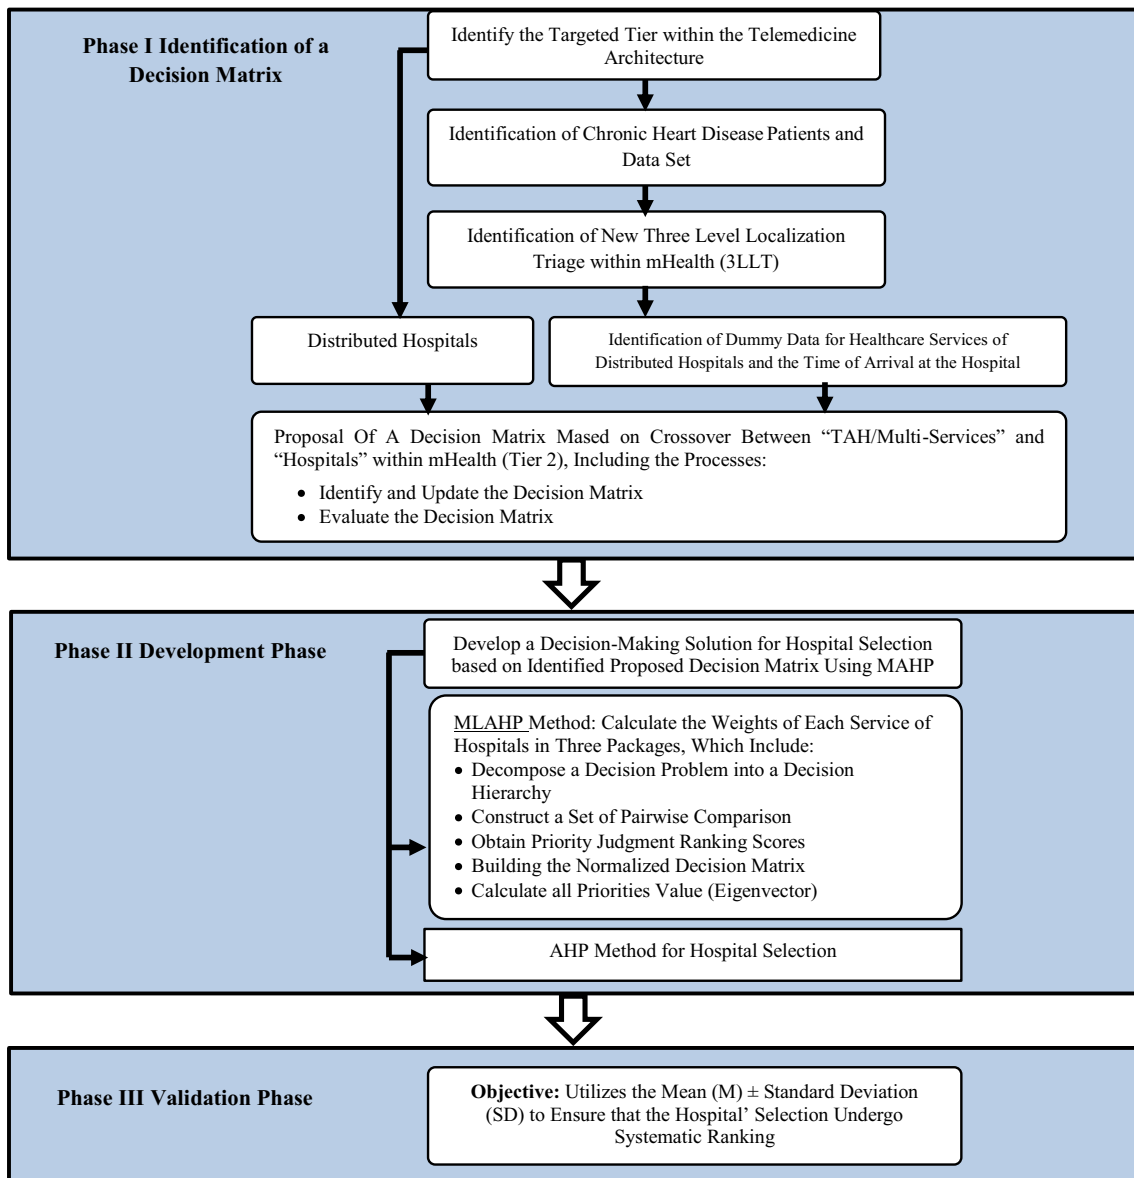 Phase I Identification of a
Decision Matrix
Identify the Targeted Tier within the Telemedicine
Architecture
Identification of Chronic Heart Disease Patients and
Data Set
Identification of New Three Level Localization
Triage within mHealth (3LLT)
Distributed Hospitals
Identification of Dummy Data for Healthcare Services of
Distributed Hospitals and the Time of Arrival at the Hospital
Proposal Of A Decision Matrix Mased on Crossover Between “TAH/Multi-Services” and
“Hospitals” within mHealth (Tier 2), Including the Processes:
• Identify and Update the Decision Matrix
• Evaluate the Decision Matrix
Phase II Development Phase
Develop a Decision-Making Solution for Hospital Selection
based on Identified Proposed Decision Matrix Using MAHP
MLAHP Method: Calculate the Weights of Each Service of
Hospitals in Three Packages, Which Include:
• Decompose a Decision Problem into a Decision
Hierarchy
• Construct a Set of Pairwise Comparison
• Obtain Priority Judgment Ranking Scores
• Building the Normalized Decision Matrix
• Calculate all Priorities Value (Eigenvector)
AHP Method for Hospital Selection
Phase III Validation Phase
Objective: Utilizes the Mean (M) ± Standard Deviation
(SD) to Ensure that the Hospital’ Selection Undergo
Systematic Ranking